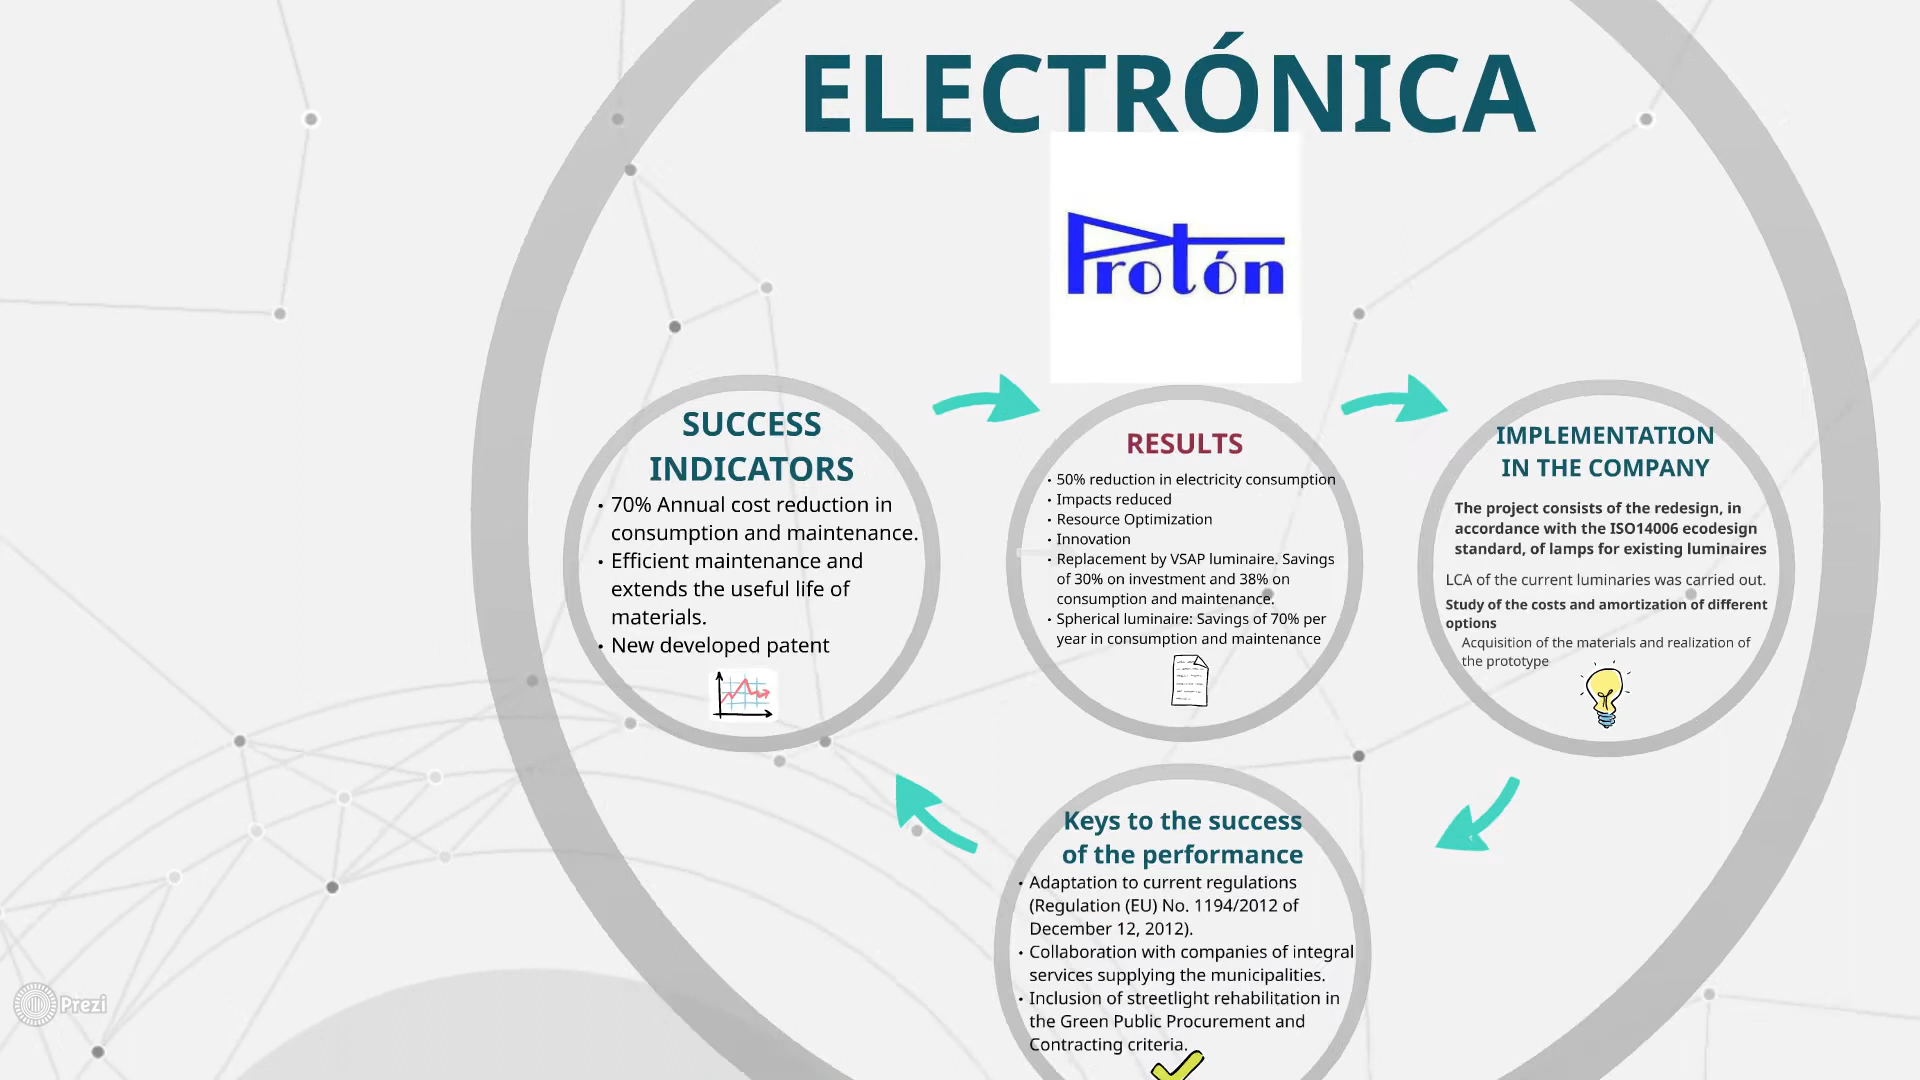 ELECTRÓNICA
Protón
SUCCESS
INDICATORS
• 70% Annual cost reduction in
consumption and maintenance.
• Efficient maintenance and
extends the useful life of
materials.
• New developed patent
RESULTS
• 50% reduction in electricity consumption
• Impacts reduced
• Resource Optimization
• Innovation
• Replacement by VSAP luminaire. Savings
of 30% on investment and 38% on
consumption and maintenance.
• Spherical luminaire: Savings of 70% per
year in consumption and maintenance
IMPLEMENTATION
IN THE COMPANY
The project consists of the redesign, in
accordance with the ISO14006 ecodesign
standard, of lamps for existing luminaires
LCA of the current luminaries was carried out.
Study of the costs and amortization of different
options
Acquisition of the materials and realization of
the prototype
Keys to the success
of the performance
• Adaptation to current regulations
(Regulation (EU) No. 1194/2012 of
December 12, 2012).
• Collaboration with companies of integral
services supplying the municipalities.
• Inclusion of streetlight rehabilitation in
the Green Public Procurement and
Contracting criteria.
Prezi